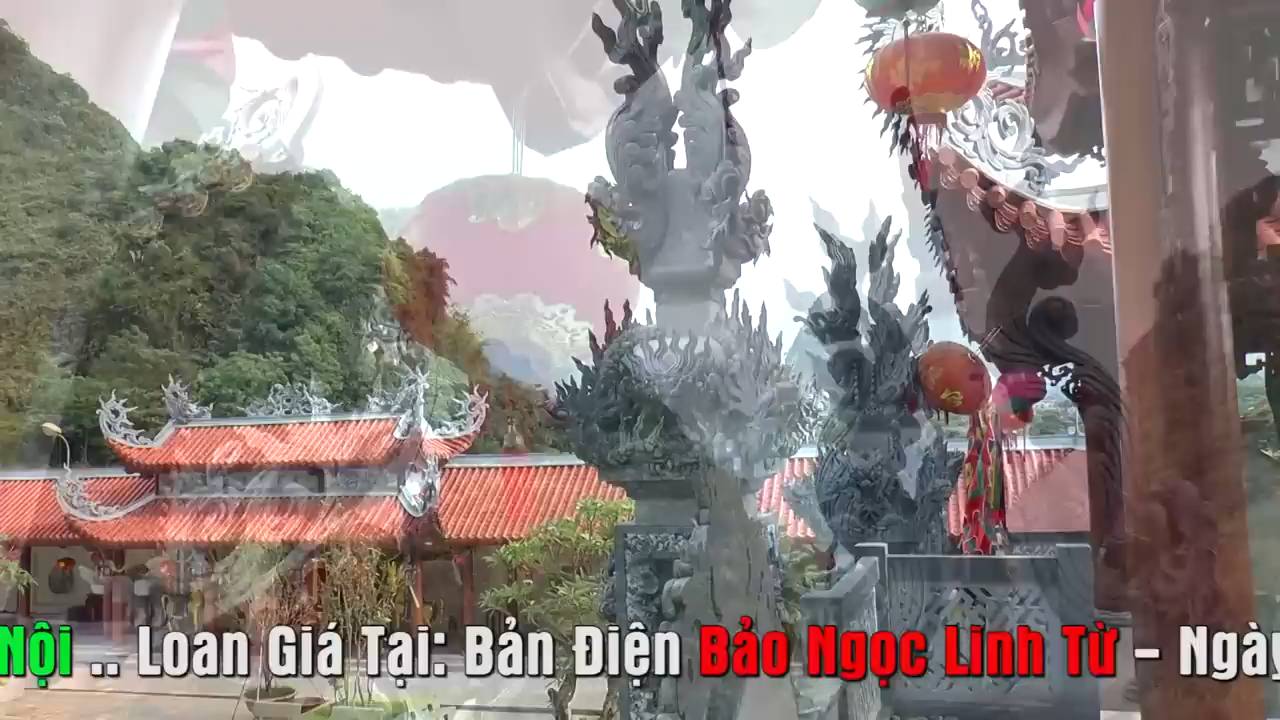 Nội .. Loan Giá Tại: Bản Điện Bảo Ngọc Linh Từ – Ngày